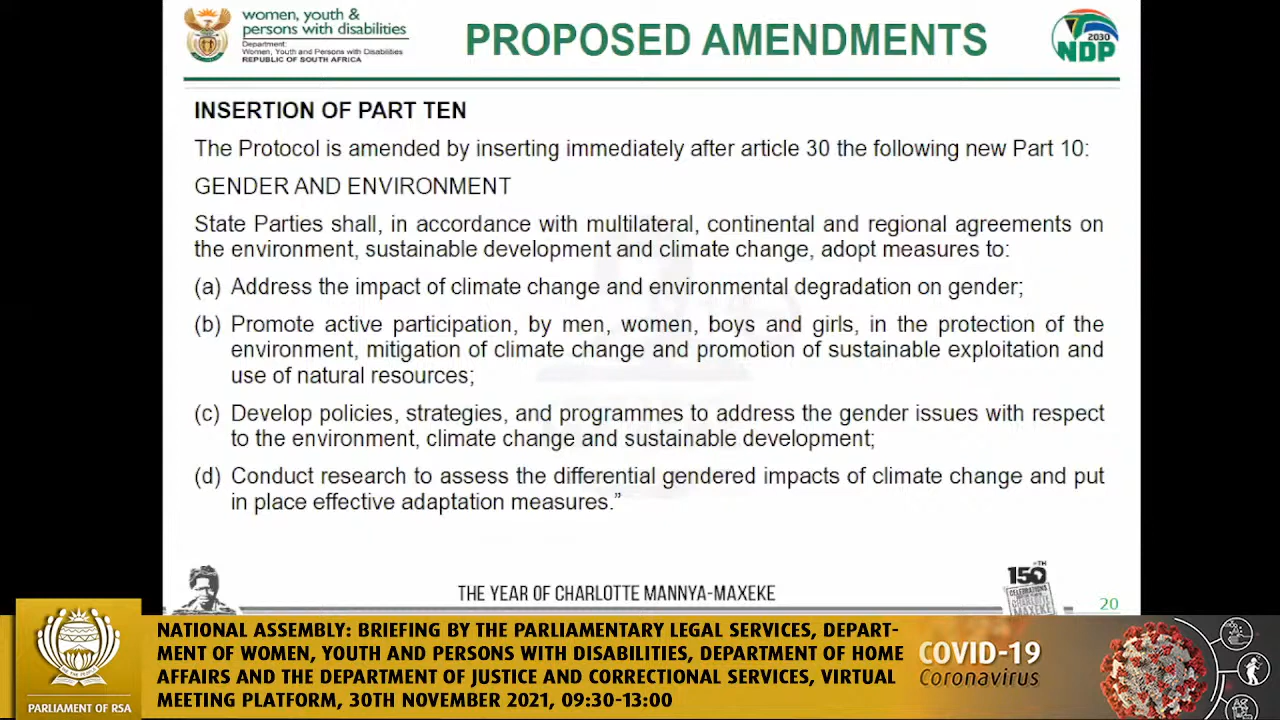 women, youth &
persons with disabilities
Department:
Women, Youth and Persons with Disabilities
REPUBLIC OF SOUTH AFRICA
PROPOSED AMENDMENTS
2030
NDP
INSERTION OF PART TEN
The Protocol is amended by inserting immediately after article 30 the following new Part 10:
GENDER AND ENVIRONMENT
State Parties shall, in accordance with multilateral, continental and regional agreements on
the environment, sustainable development and climate change, adopt measures to:
(a) Address the impact of climate change and environmental degradation on gender;
(b) Promote active participation, by men, women, boys and girls, in the protection of the
environment, mitigation of climate change and promotion of sustainable exploitation and
use of natural resources;
(c) Develop policies, strategies, and programmes to address the gender issues with respect
to the environment, climate change and sustainable development;
(d) Conduct research to assess the differential gendered impacts of climate change and put
in place effective adaptation measures.”
THE YEAR OF CHARLOTTE MANNYA-MAXEKE
150TH
CELEBRATING
CHARLOTTE
MAXEKE
20
NATIONAL ASSEMBLY: BRIEFING BY THE PARLIAMENTARY LEGAL SERVICES, DEPART-
MENT OF WOMEN, YOUTH AND PERSONS WITH DISABILITIES, DEPARTMENT OF HOME
AFFAIRS AND THE DEPARTMENT OF JUSTICE AND CORRECTIONAL SERVICES, VIRTUAL
MEETING PLATFORM, 30TH NOVEMBER 2021, 09:30-13:00
PARLIAMENT OF RSA
COVID-19
Coronavirus